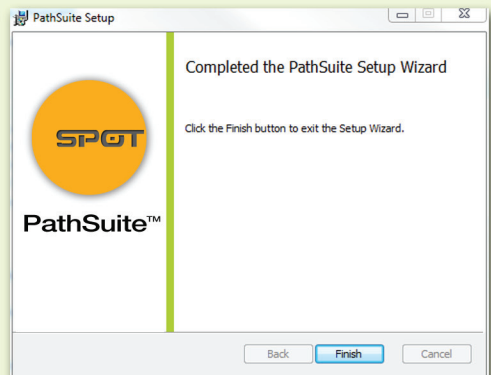 PathSuite Setup
Completed the PathSuite Setup Wizard
Click the Finish button to exit the Setup Wizard.
SPOT
PathSuite™
Back
Finish
Cancel